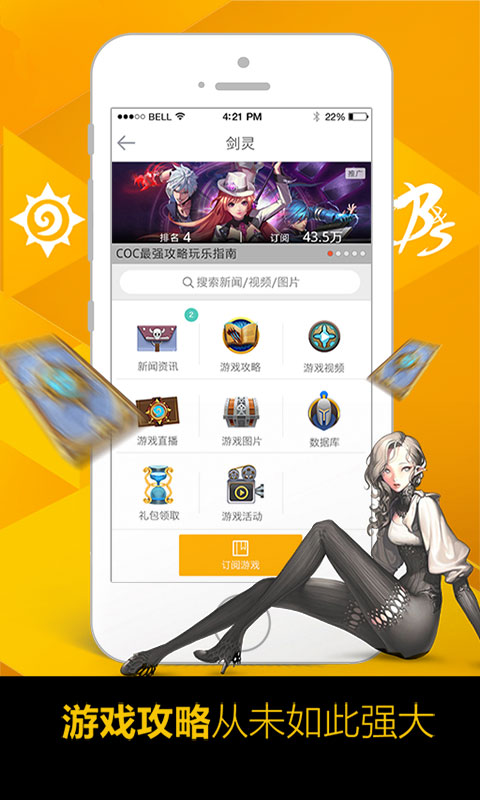 ●●●○○ BELL 4:21 PM 22%
剑灵
推广
排名 4 订阅 43.5万
COC最强攻略玩乐指南
搜索新闻/视频/图片
2
新闻资讯 游戏攻略 游戏视频
游戏直播 游戏图片 数据库
礼包领取 游戏活动
订阅游戏
B&S
游戏攻略从未如此强大